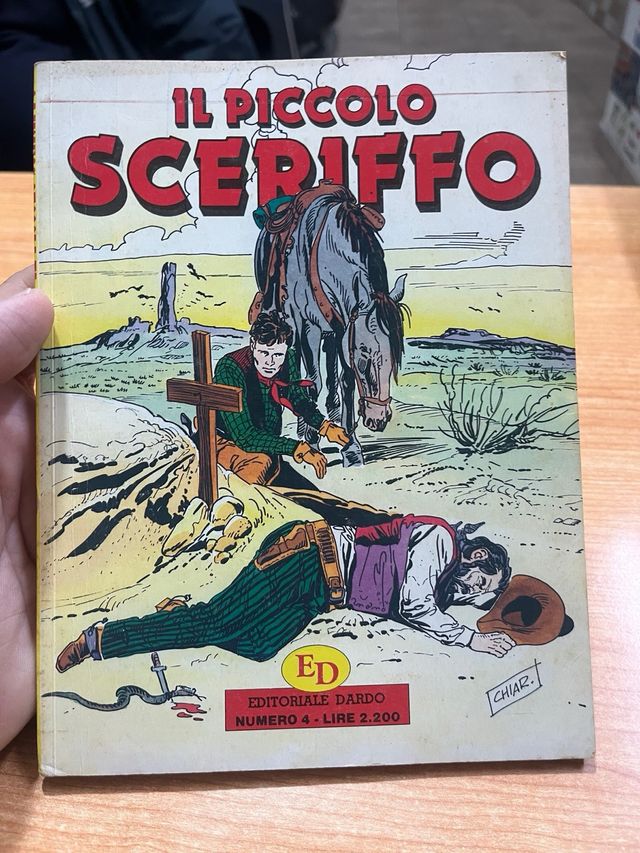 IL PICCOLO
SCERIFFO
ED
EDITORIALE DARDO
NUMERO 4 - LIRE 2.200
CHIAR.